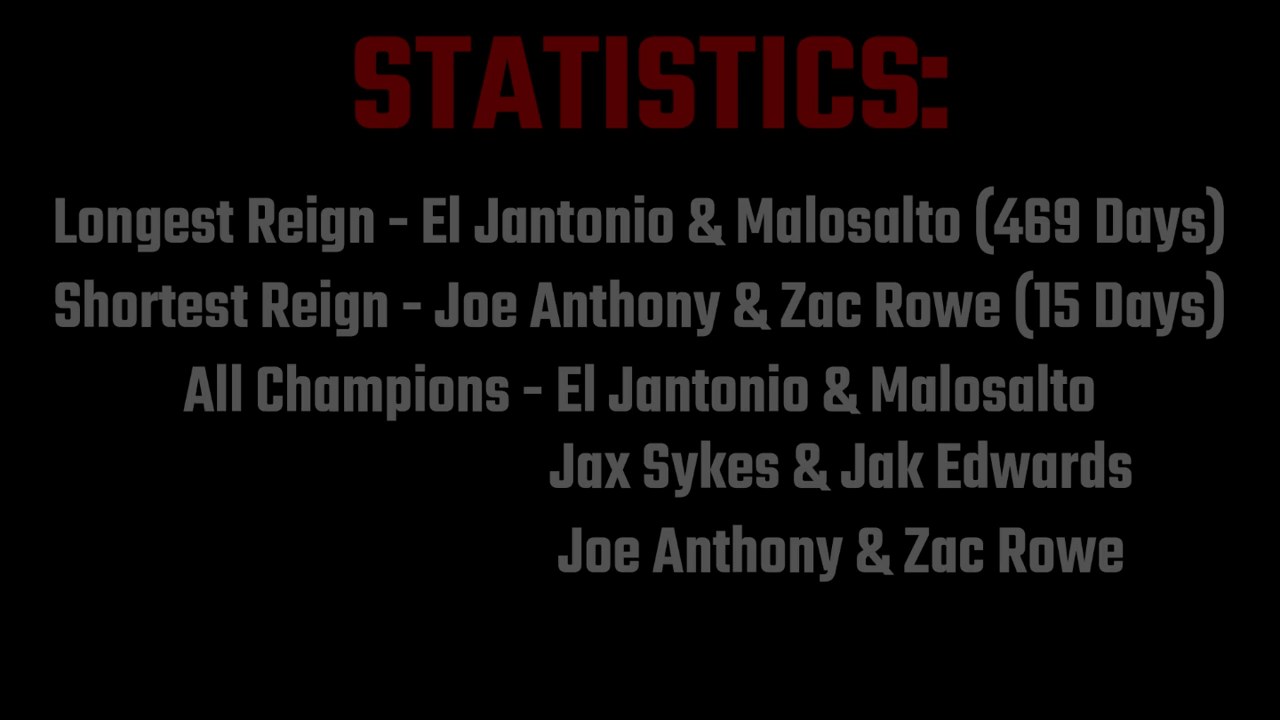 STATISTICS:
Longest Reign - El Jantonio & Malosalto (469 Days)
Shortest Reign - Joe Anthony & Zac Rowe (15 Days)
All Champions - El Jantonio & Malosalto
Jax Sykes & Jak Edwards
Joe Anthony & Zac Rowe